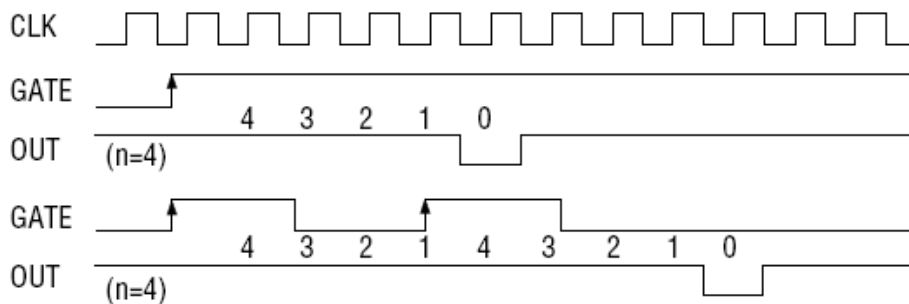 CLK
GATE
4 3 2 1 0
OUT (n=4)
GATE
4 3 2 1 4 3 2 1 0
OUT (n=4)